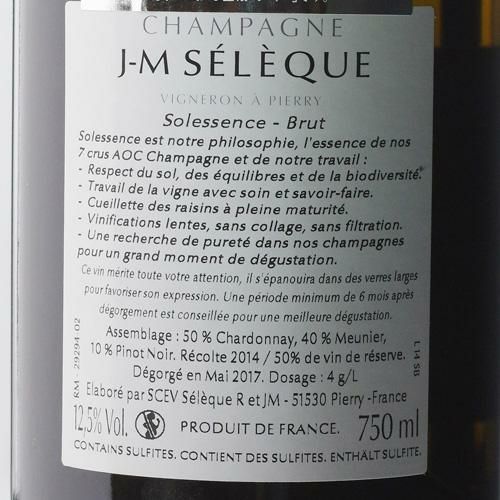 CHAMPAGNE
J-M SÉLÈQUE
VIGNERON À PIERRY
Solessence - Brut
Solessence est notre philosophie, l'essence de nos
7 crus AOC Champagne et de notre travail :
- Respect du sol, des équilibres et de la biodiversité.
- Travail de la vigne avec soin et savoir-faire.
- Cueillette des raisins à pleine maturité.
- Vinifications lentes, sans collage, sans filtration.
- Une recherche de pureté dans nos champagnes
pour un grand moment de dégustation.
Ce vin mérite toute votre attention, il s'épanouira dans des verres larges
pour favoriser son expression. Une période minimum de 6 mois après
dégorgement est conseillée pour une meilleure dégustation.
Assemblage : 50 % Chardonnay, 40 % Meunier,
10 % Pinot Noir. Récolte 2014 / 50% de vin de réserve.
Dégorgé en Mai 2017. Dosage : 4 g/L
Elaboré par SCEV Sélèque R et JM - 51530 Pierry -France
12,5% Vol. PRODUIT DE FRANCE. 750 ml
CONTAINS SULFITES. CONTIENT DES SULFITES. ENTHÄLT SULFITE.
RM - 29294-02
L 14 SB